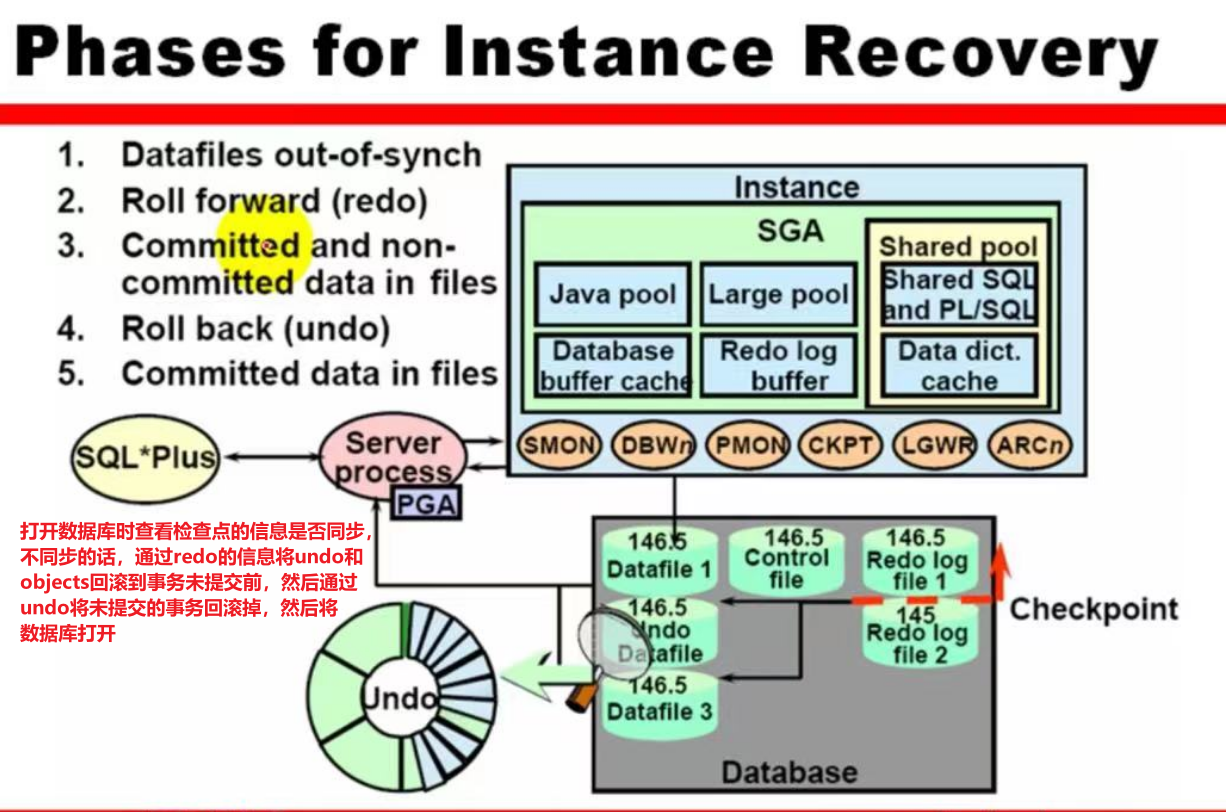 Phases for Instance Recovery
1. Datafiles out-of-synch
2. Roll forward (redo)
3. Committed and non-
committed data in files
4. Roll back (undo)
5. Committed data in files
Instance
SGA
Shared pool
Java pool
Large pool
Shared SQL
and PL/SQL
Database
buffer cache
Redo log
buffer
Data dict.
cache
SMON
DBWn
PMON
CKPT
LGWR
ARCn
SQL*Plus
Server
process
PGA
打开数据库时查看检查点的信息是否同步,
不同步的话，通过redo的信息将undo和
objects回滚到事务未提交前，然后通过
undo将未提交的事务回滚掉，然后将
数据库打开
146.5
Datafile 1
146.5
Control
file
146.5
Redo log
file 1
Checkpoint
146.5
Undo
Datafile
145
Redo log
file 2
146.5
Datafile 3
Undo
Database